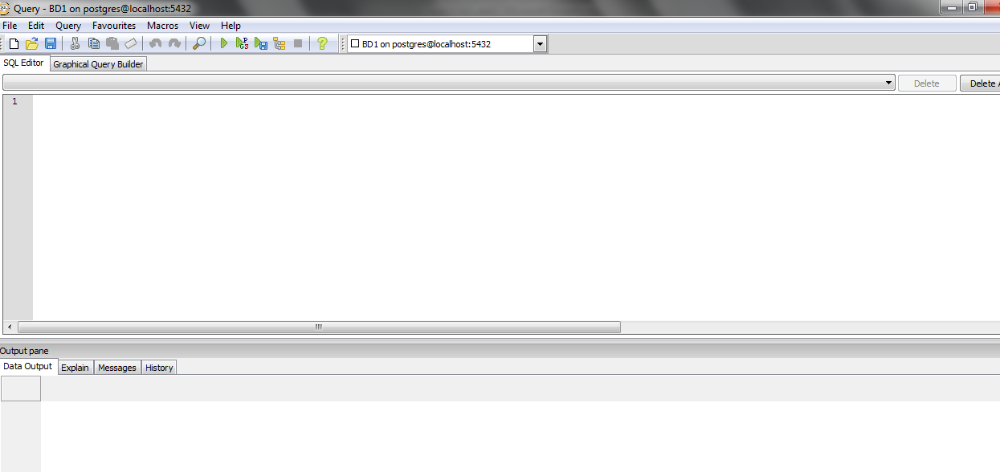 Query - BD1 on postgres@localhost:5432
File Edit Query Favourites Macros View Help
BD1 on postgres@localhost:5432
SQL Editor Graphical Query Builder
Delete Delete A
1
Output pane
Data Output Explain Messages History